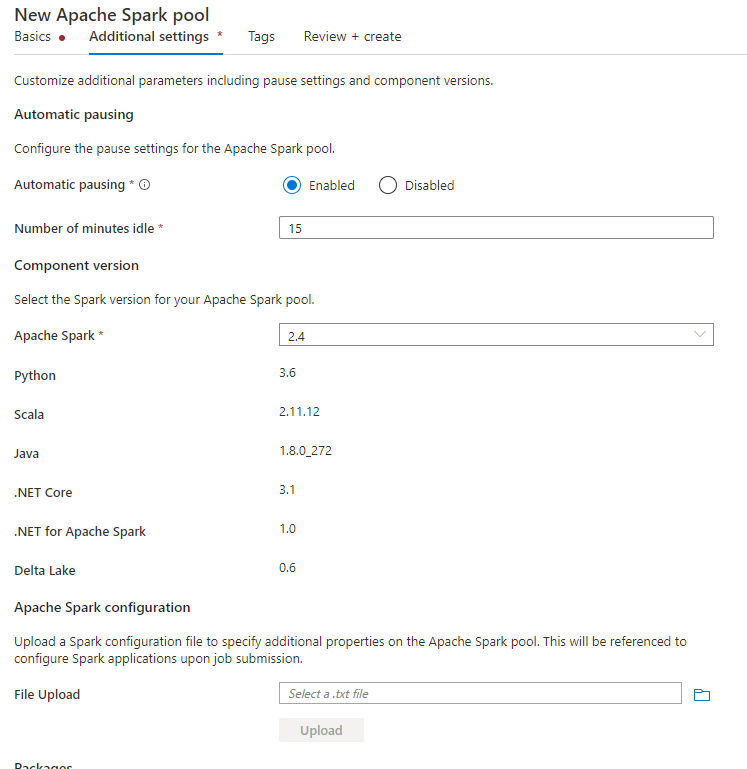 New Apache Spark pool
Basics Additional settings * Tags Review + create
Customize additional parameters including pause settings and component versions.
Automatic pausing
Configure the pause settings for the Apache Spark pool.
Automatic pausing * Enabled Disabled
Number of minutes idle * 15
Component version
Select the Spark version for your Apache Spark pool.
Apache Spark * 2.4
Python 3.6
Scala 2.11.12
Java 1.8.0_272
.NET Core 3.1
.NET for Apache Spark 1.0
Delta Lake 0.6
Apache Spark configuration
Upload a Spark configuration file to specify additional properties on the Apache Spark pool. This will be referenced to
configure Spark applications upon job submission.
File Upload Select a .txt file
Upload
Packages